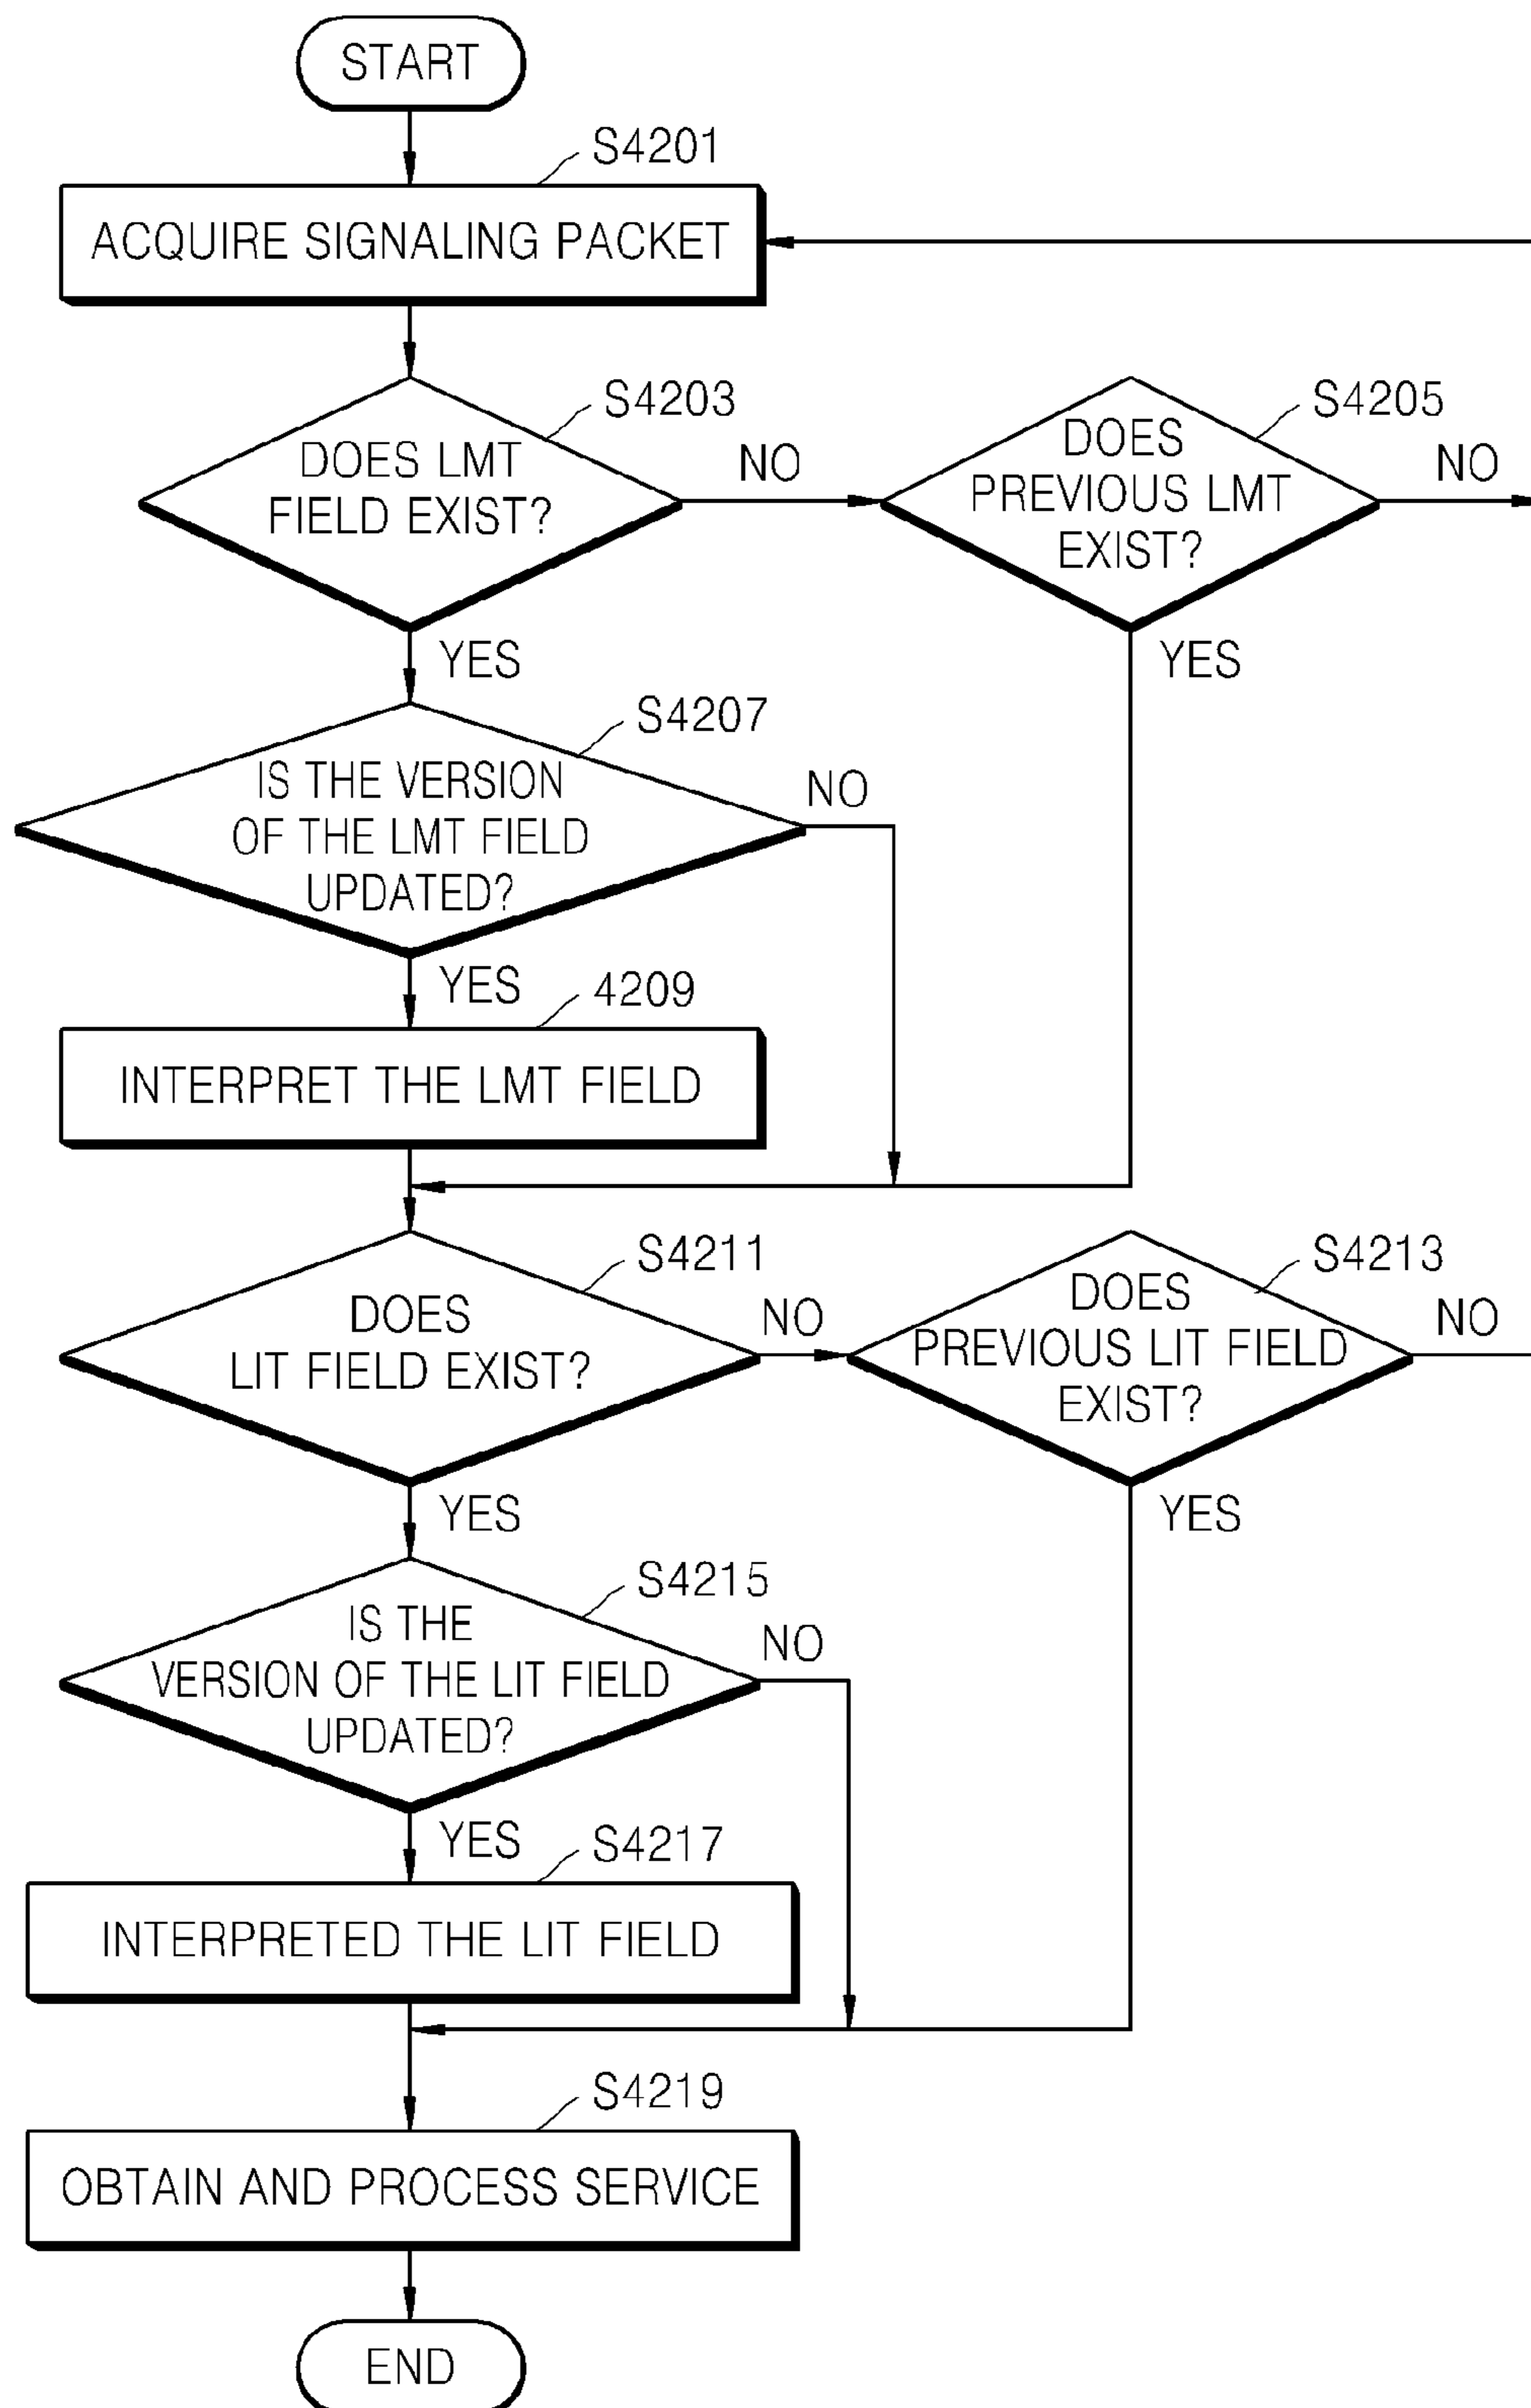 START
S4201
ACQUIRE SIGNALING PACKET
S4203
DOES LMT
FIELD EXIST?
NO
S4205
DOES
PREVIOUS LMT
EXIST?
NO
YES
YES
S4207
IS THE VERSION
OF THE LMT FIELD
UPDATED?
NO
YES
4209
INTERPRET THE LMT FIELD
S4211
DOES
LIT FIELD EXIST?
NO
S4213
DOES
PREVIOUS LIT FIELD
EXIST?
NO
YES
YES
S4215
IS THE
VERSION OF THE LIT FIELD
UPDATED?
NO
YES
S4217
INTERPRETED THE LIT FIELD
S4219
OBTAIN AND PROCESS SERVICE
END